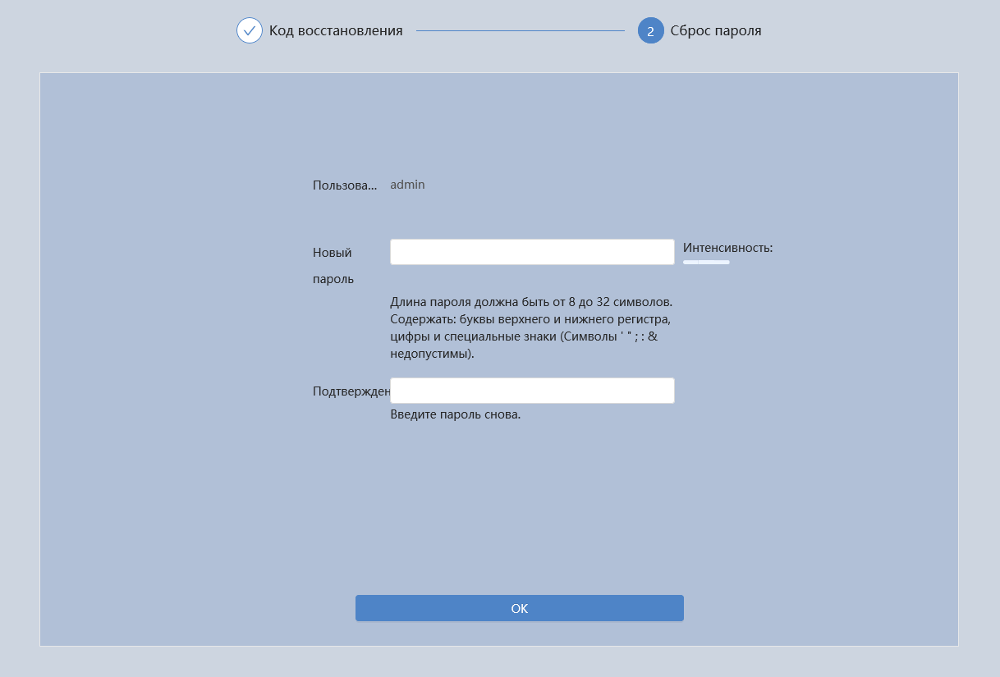 Код восстановления
2 Сброс пароля
Пользова... admin
Новый
пароль
Интенсивность:
Длина пароля должна быть от 8 до 32 символов.
Содержать: буквы верхнего и нижнего регистра,
цифры и специальные знаки (Символы ' " ; : &
недопустимы).
Подтвержден
Введите пароль снова.
OK